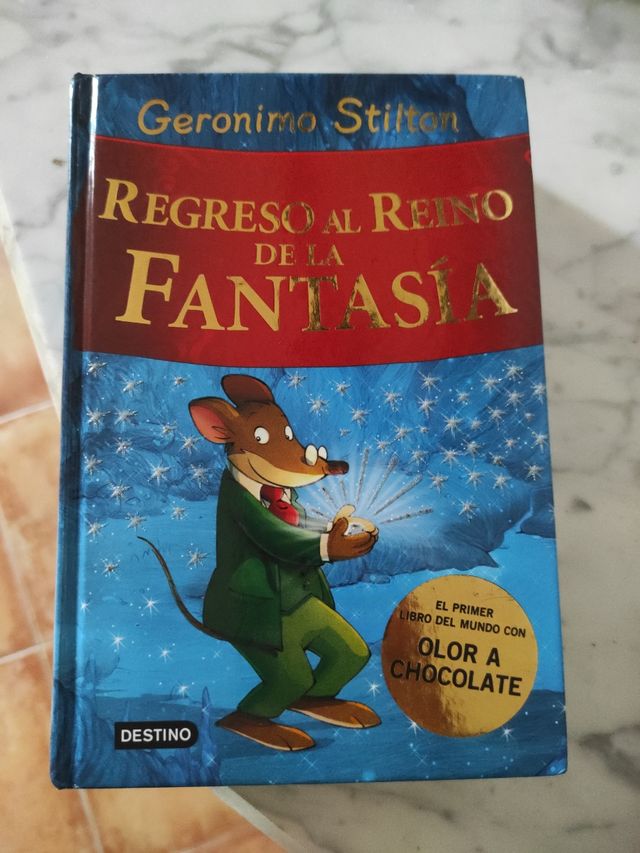 Geronimo Stilton
REGRESO AL REINO
DE LA
FANTASÍA
EL PRIMER
LIBRO DEL MUNDO CON
OLOR A
CHOCOLATE
DESTINO